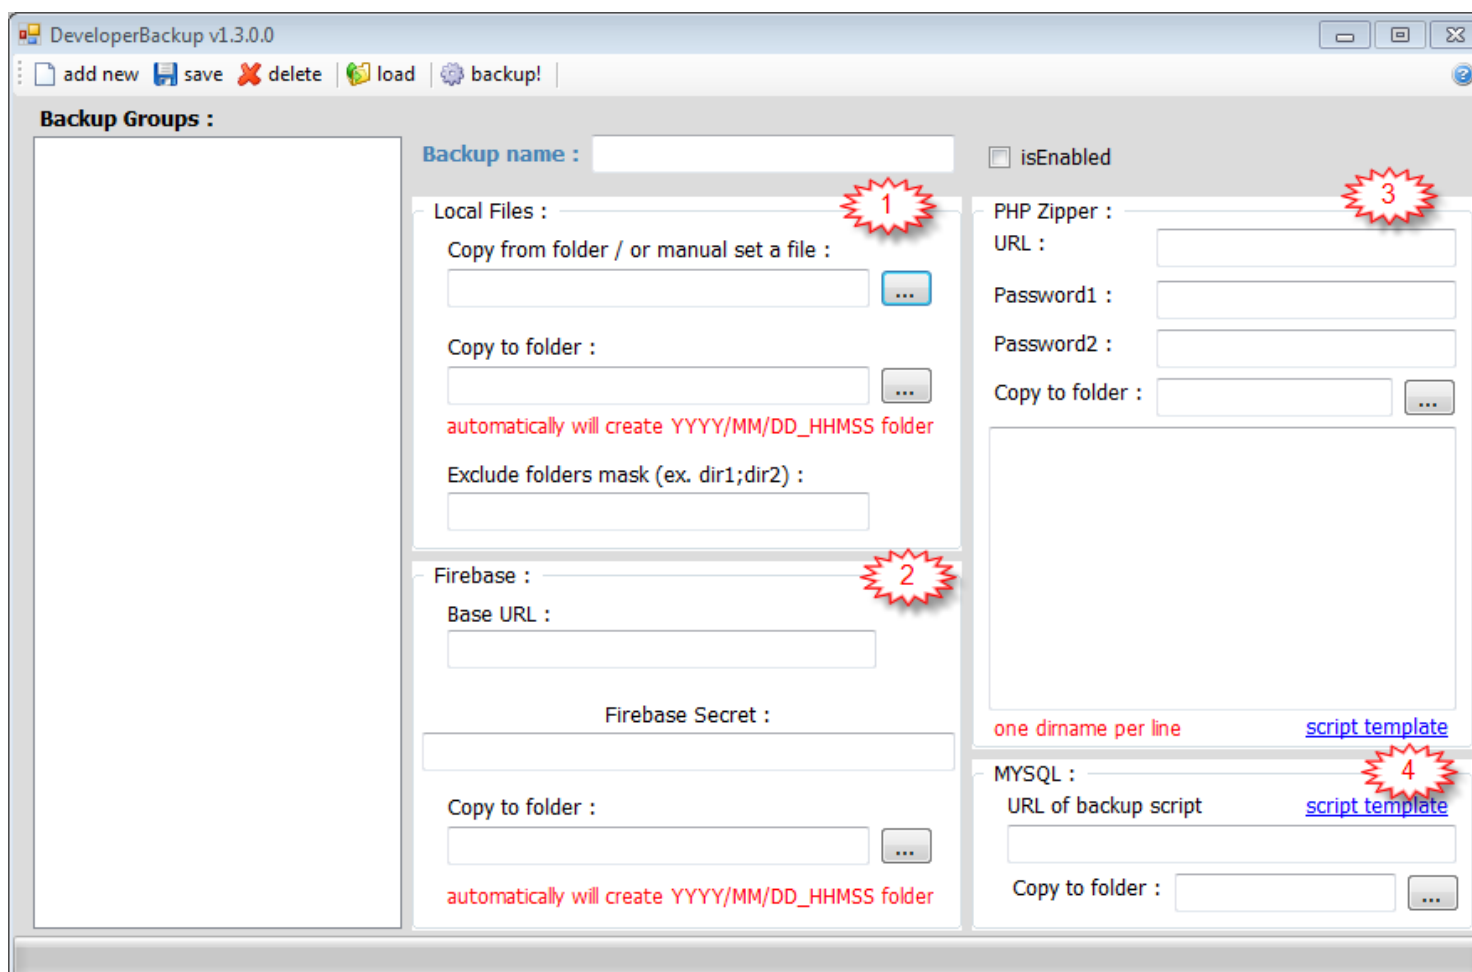 DeveloperBackup v1.3.0.0
add new save delete load backup!
Backup Groups :
Backup name :
isEnabled
1
Local Files :
Copy from folder / or manual set a file :
...
Copy to folder :
...
automatically will create YYYY/MM/DD_HHMSS folder
Exclude folders mask (ex. dir1;dir2) :
2
Firebase :
Base URL :
Firebase Secret :
Copy to folder :
...
automatically will create YYYY/MM/DD_HHMSS folder
3
PHP Zipper :
URL :
Password1 :
Password2 :
Copy to folder :
...
one dirname per line script template
4
MYSQL :
URL of backup script script template
Copy to folder :
...